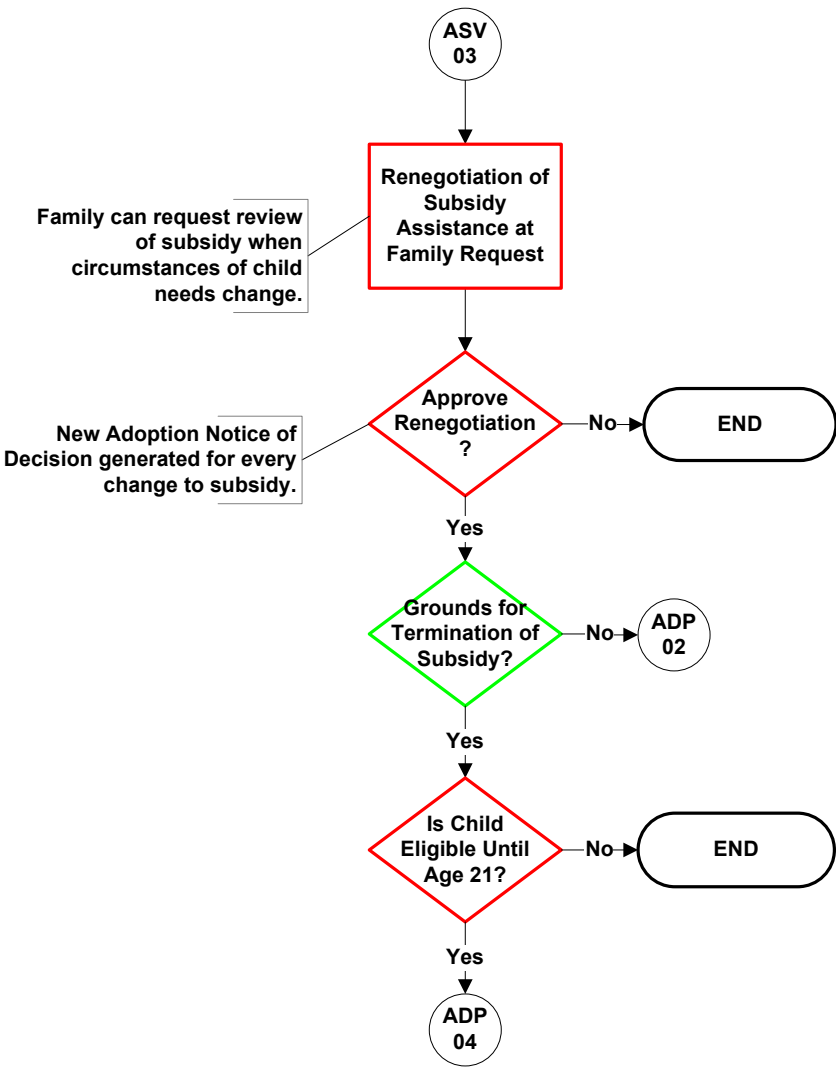 ASV
03
Renegotiation of
Subsidy
Assistance at
Family Request
Family can request review
of subsidy when
circumstances of child
needs change.
Approve
Renegotiation
?
No
END
New Adoption Notice of
Decision generated for every
change to subsidy.
Yes
Grounds for
Termination of
Subsidy?
No
ADP
02
Yes
Is Child
Eligible Until
Age 21?
No
END
Yes
ADP
04